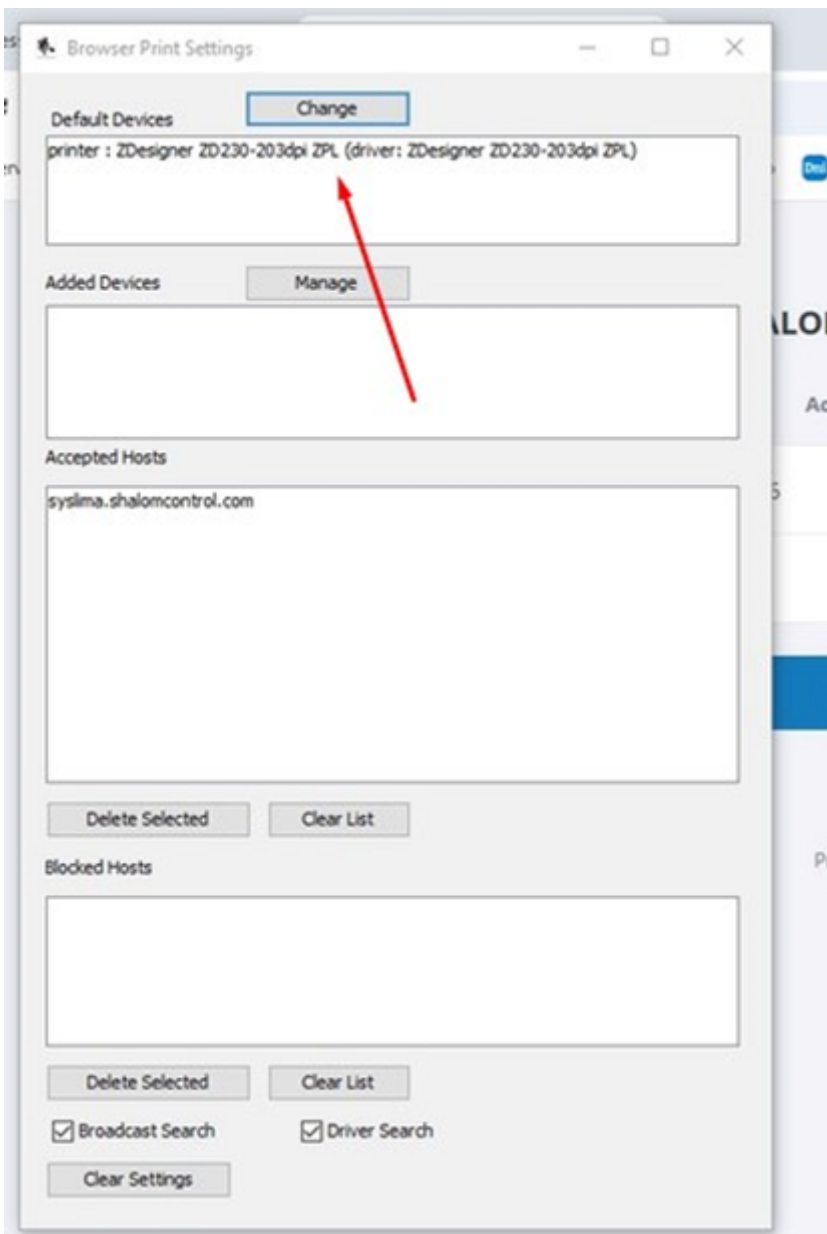 Browser Print Settings
Default Devices
Change
printer : ZDesigner ZD230-203dpi ZPL (driver: ZDesigner ZD230-203dpi ZPL)
Added Devices
Manage
Accepted Hosts
syslima.shalomcontrol.com
Delete Selected
Clear List
Blocked Hosts
Delete Selected
Clear List
Broadcast Search
Driver Search
Clear Settings